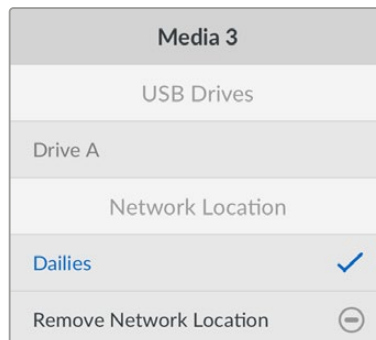 Media 3
USB Drives
Drive A
Network Location
Dailies
Remove Network Location